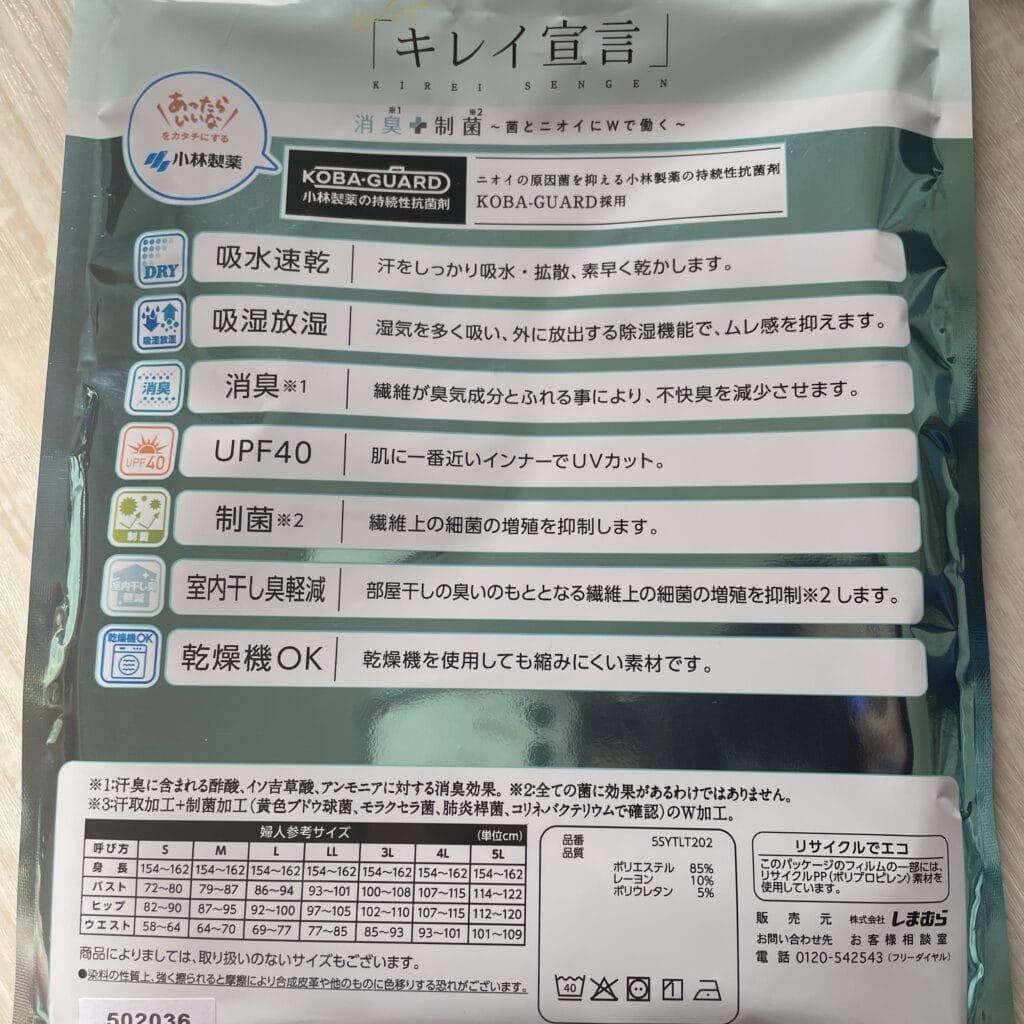 「キレイ宣言」
KIREI SENGEN
消臭※1＋制菌※2～菌とニオイにWで働く～
あったら
いいな
をカタチにする
小林製薬
KOBA-GUARD
小林製薬の持続性抗菌剤
ニオイの原因菌を抑える小林製薬の持続性抗菌剤
KOBA-GUARD採用
DRY
吸水速乾 汗をしっかり吸水・拡散、素早く乾かします。
吸湿放湿
吸湿放湿 湿気を多く吸い、外に放出する除湿機能で、ムレ感を抑えます。
消臭
消臭※1 繊維が臭気成分とふれる事により、不快臭を減少させます。
UPF40
UPF40 肌に一番近いインナーでUVカット。
制菌
制菌※2 繊維上の細菌の増殖を抑制します。
室内干し臭
軽減
室内干し臭軽減 部屋干しの臭いのもととなる繊維上の細菌の増殖を抑制※2します。
乾燥機OK
乾燥機OK 乾燥機を使用しても縮みにくい素材です。
※1:汗臭に含まれる酢酸、イソ吉草酸、アンモニアに対する消臭効果。※2:全ての菌に効果があるわけではありません。
※3:汗取加工+制菌加工(黄色ブドウ球菌、モラクセラ菌、肺炎桿菌、コリネバクテリウムで確認)のW加工。
婦人参考サイズ (単位cm)
呼び方 S M L LL 3L 4L 5L
身長 154～162 154～162 154～162 154～162 154～162 154～162 154～162
バスト 72～80 79～87 86～94 93～101 100～108 107～115 114～122
ヒップ 82～90 87～95 92～100 97～105 102～110 107～115 112～120
ウエスト 58～64 64～70 69～77 77～85 85～93 93～101 101～109
商品によりましては、取り扱いのないサイズもございます。
●染料の性質上、強く擦られると摩擦により合成皮革や他のものに色移りする恐れがございます。
502036
品番 5SYTLT202
品質
ポリエステル 85%
レーヨン 10%
ポリウレタン 5%
40
リサイクルでエコ
このパッケージのフィルムの一部には、
リサイクルPP(ポリプロピレン)素材を
使用しています。
販売元 株式会社 しまむら
お問い合わせ先 お客様相談室
電話 0120-542543(フリーダイヤル)